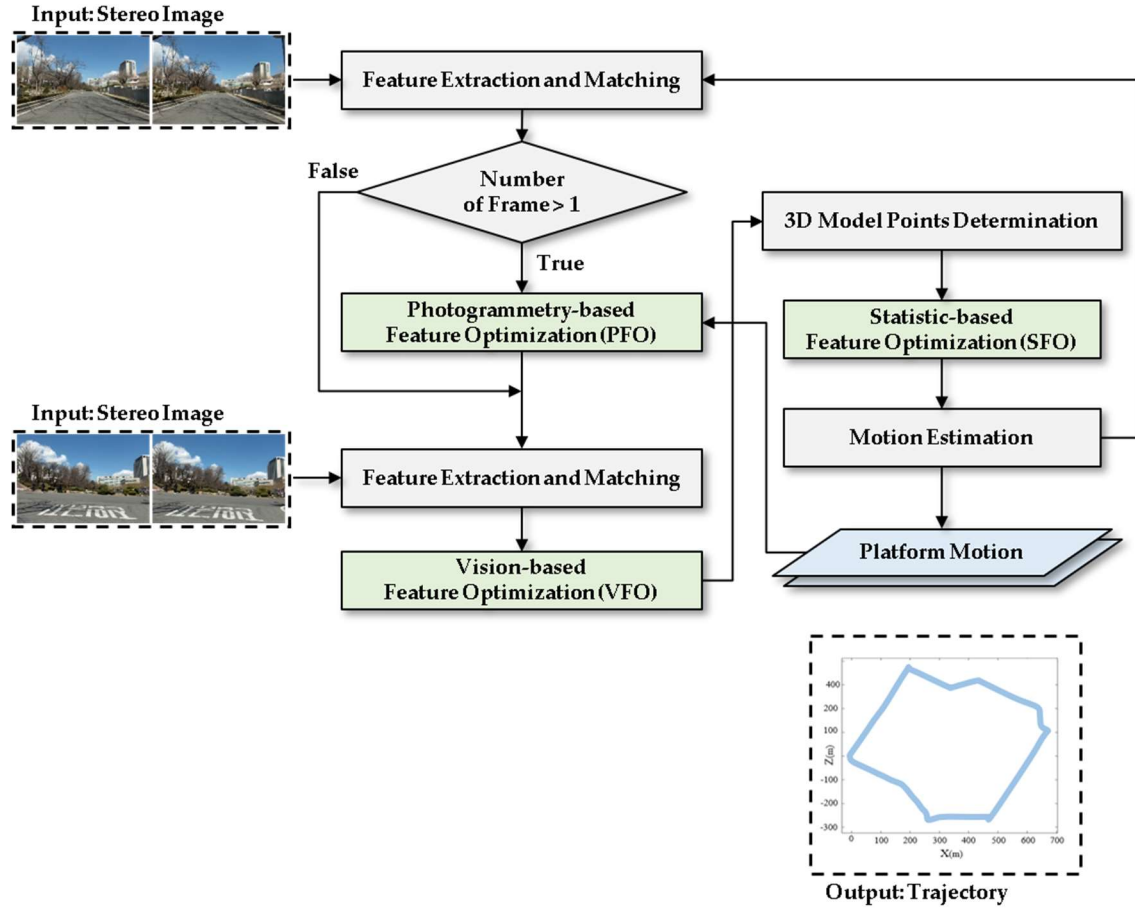 Input: Stereo Image
Feature Extraction and Matching
False
Number
of Frame > 1
True
Photogrammetry-based
Feature Optimization (PFO)
Input: Stereo Image
Feature Extraction and Matching
Vision-based
Feature Optimization (VFO)
3D Model Points Determination
Statistic-based
Feature Optimization (SFO)
Motion Estimation
Platform Motion
400
200
100
0
-100
-200
-300
Z(m)
0 100 200 300 400 500 600 700
X(m)
Output: Trajectory